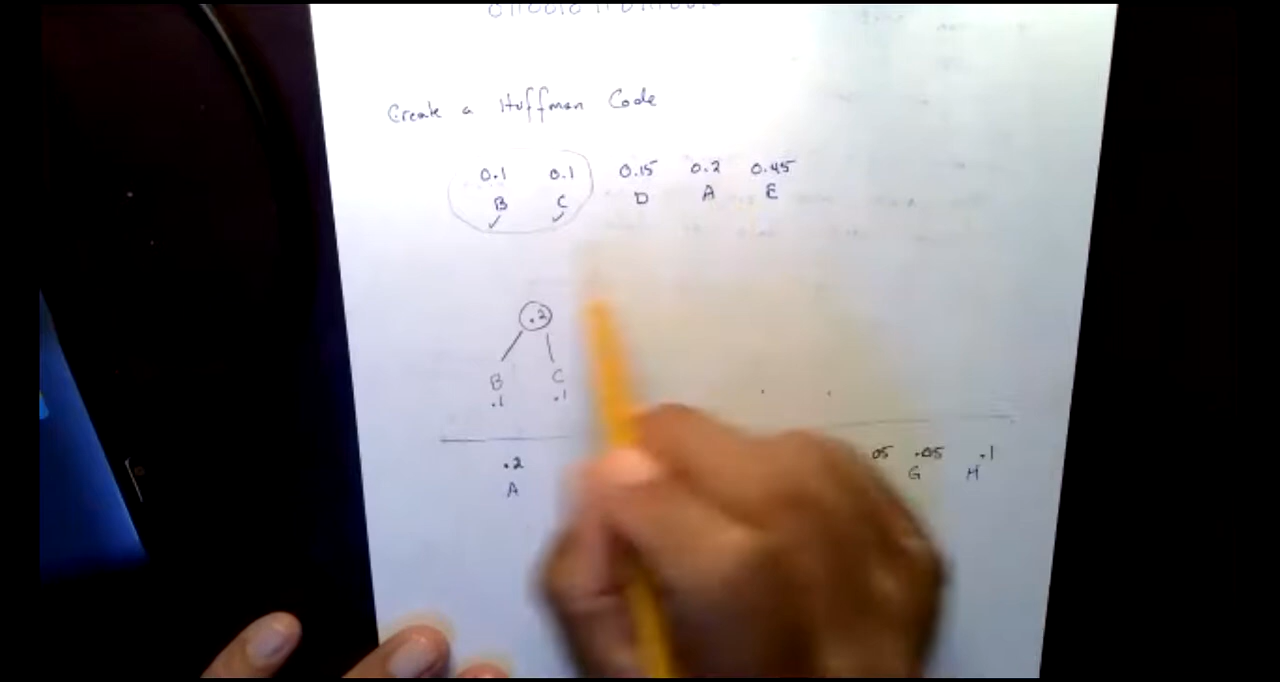 Create a Huffman Code
0.1 0.1 0.15 0.2 0.45
B C D A E
.2
B C
.1 .1
.2 05 .05 .1
A G H